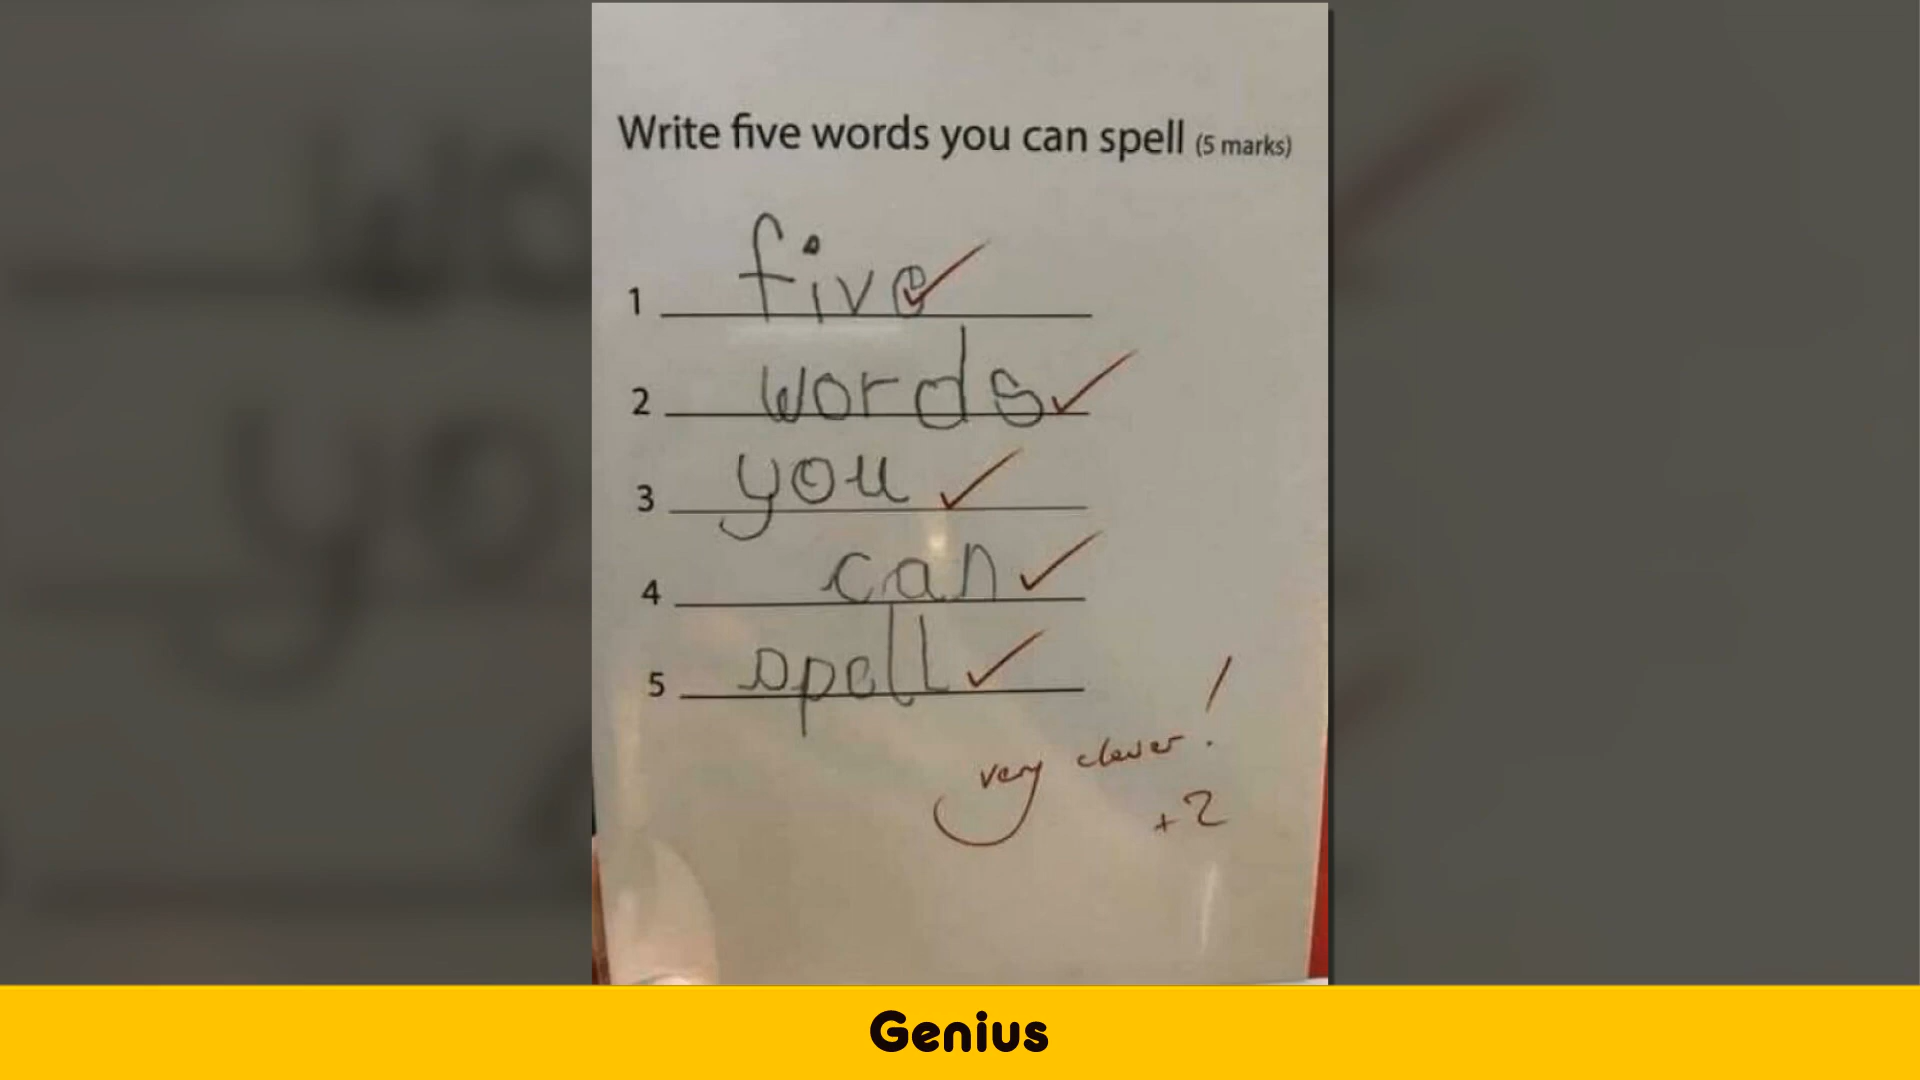 Write five words you can spell (5 marks)
1 five
2 words
3 you
4 can
5 spell
very clever!
+2
Genius